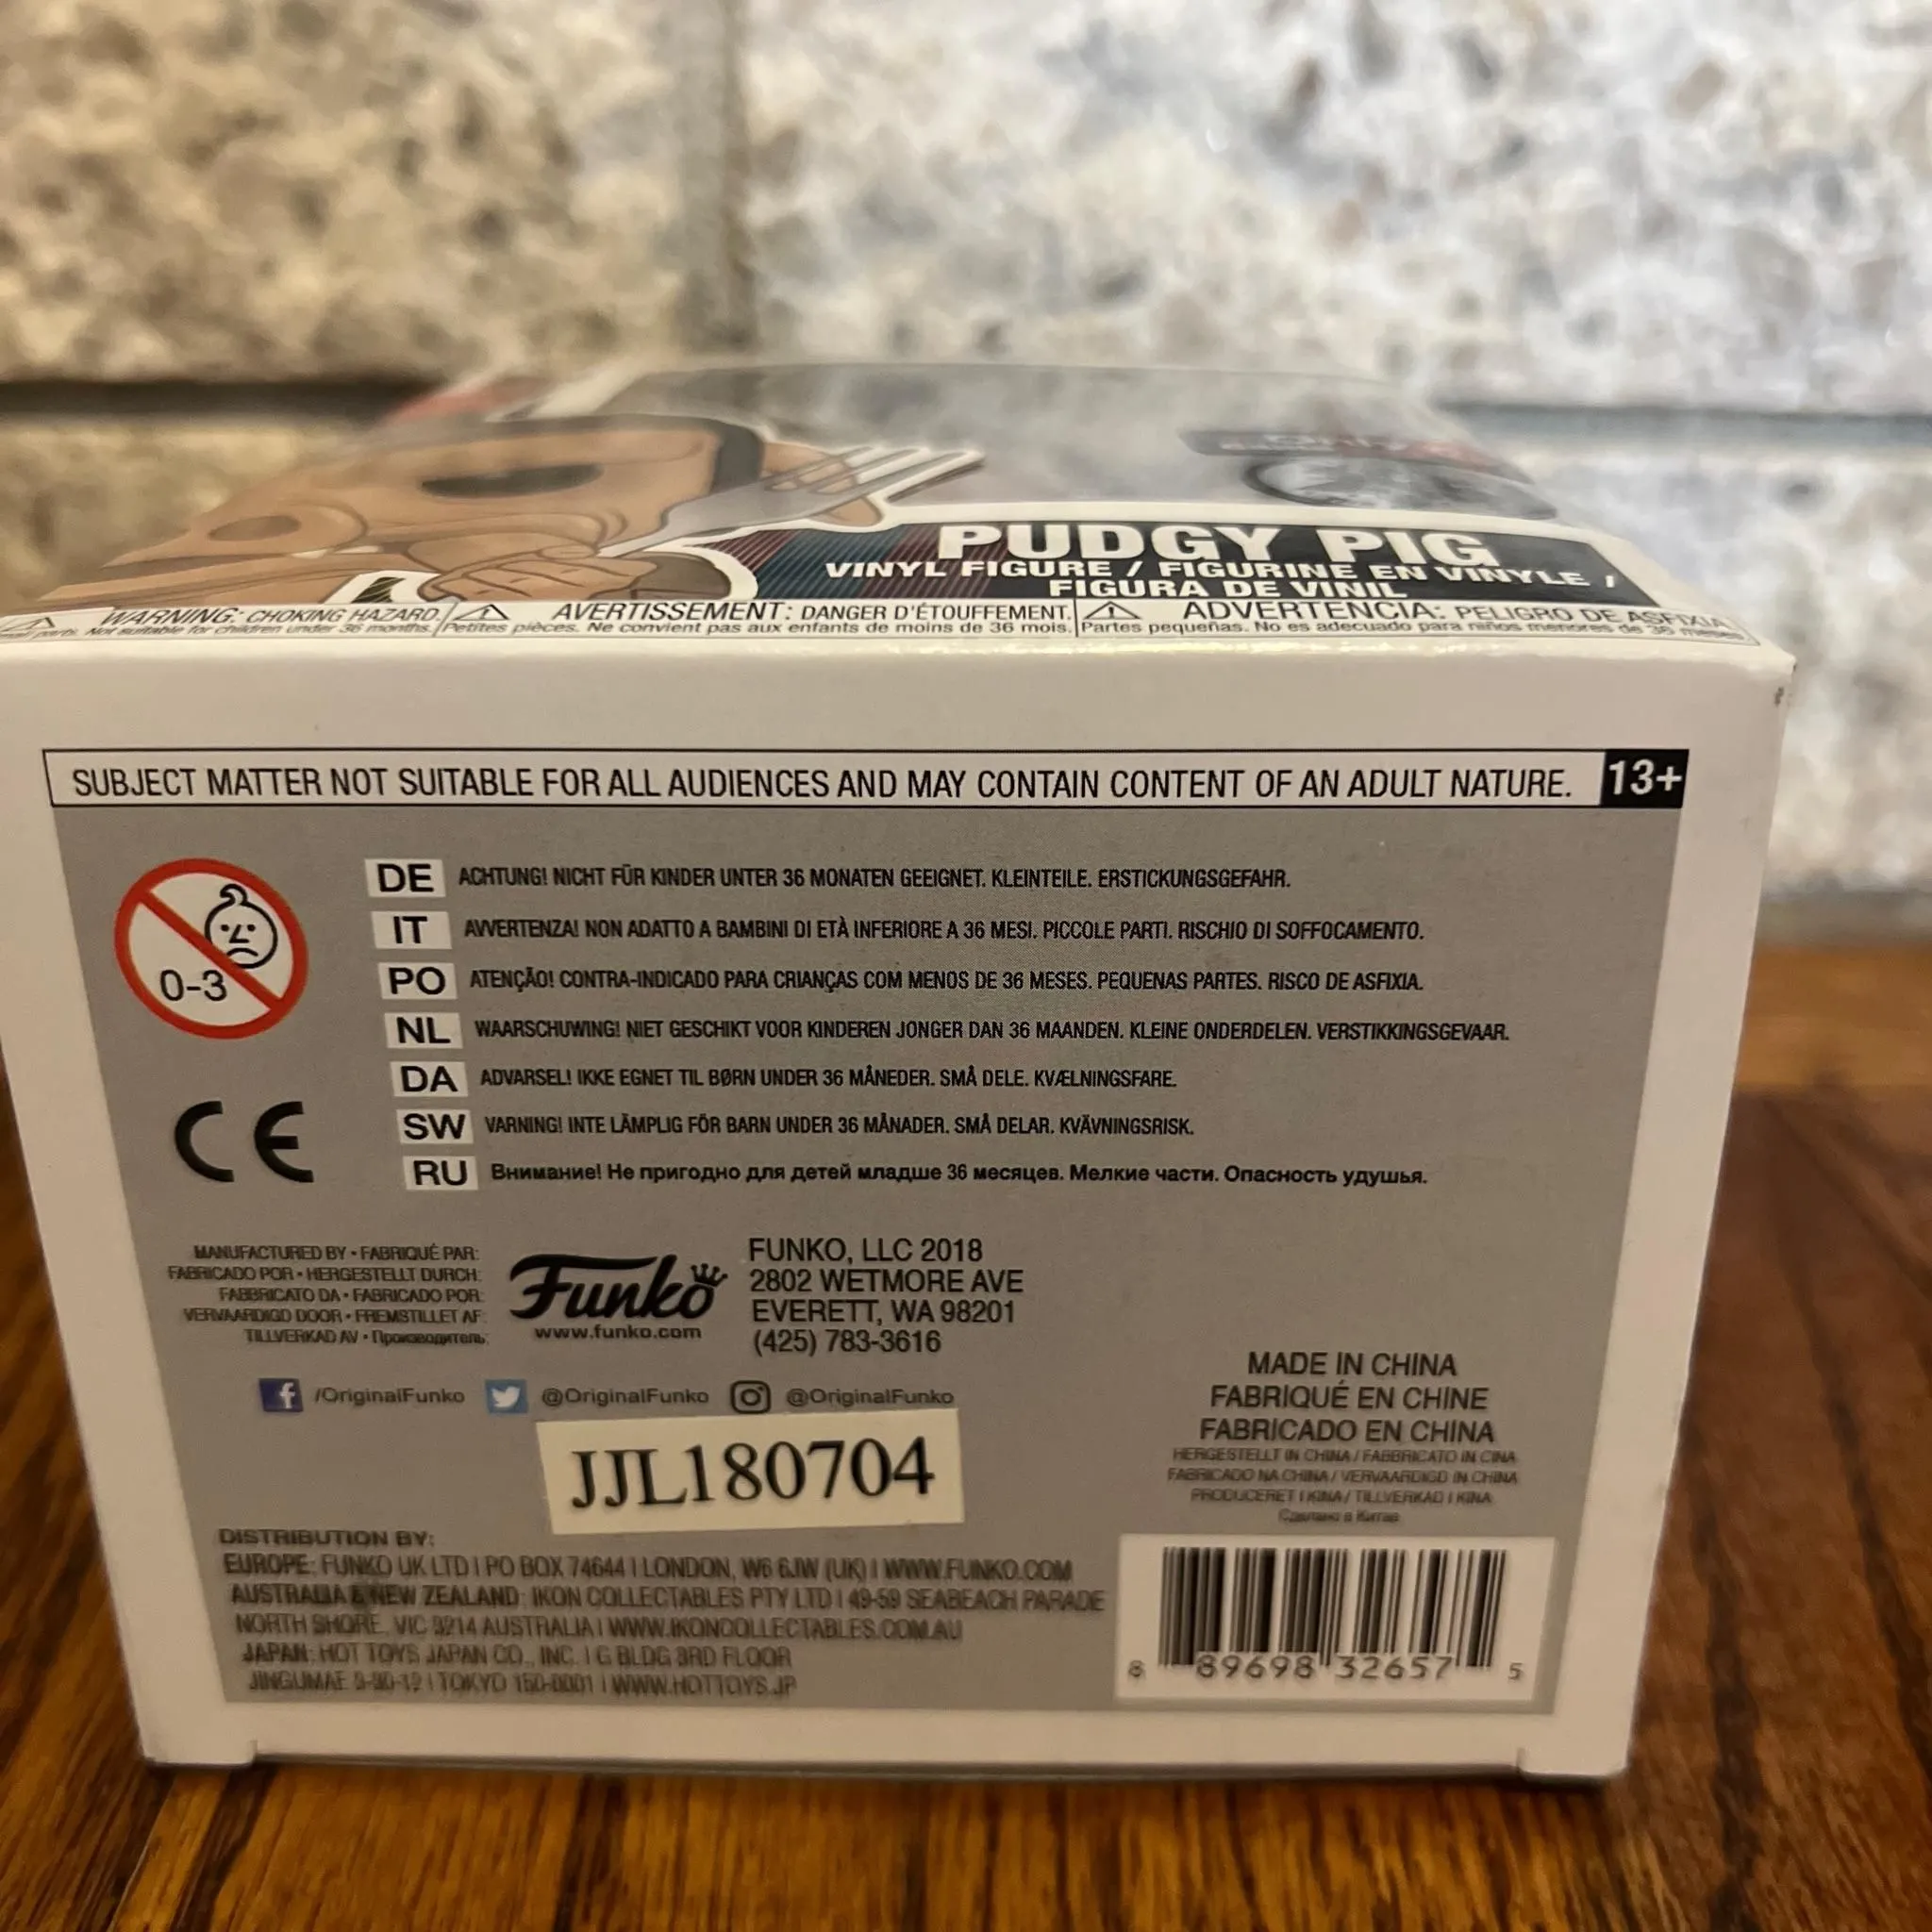 PUDGY PIG
VINYL FIGURE / FIGURINE EN VINYLE /
FIGURA DE VINIL
WARNING: CHOKING HAZARD. AVERTISSEMENT: DANGER D'ÉTOUFFEMENT. ADVERTENCIA: PELIGRO DE ASFIXIA
small parts. Not suitable for children under 36 months. Petites pièces. Ne convient pas aux enfants de moins de 36 mois. Partes pequeñas. No es adecuado para niños menores de 36 meses
SUBJECT MATTER NOT SUITABLE FOR ALL AUDIENCES AND MAY CONTAIN CONTENT OF AN ADULT NATURE. 13+
0-3
DE ACHTUNG! NICHT FÜR KINDER UNTER 36 MONATEN GEEIGNET. KLEINTEILE. ERSTICKUNGSGEFAHR.
IT AVVERTENZA! NON ADATTO A BAMBINI DI ETÀ INFERIORE A 36 MESI. PICCOLE PARTI. RISCHIO DI SOFFOCAMENTO.
PO ATENÇÃO! CONTRA-INDICADO PARA CRIANÇAS COM MENOS DE 36 MESES. PEQUENAS PARTES. RISCO DE ASFIXIA.
NL WAARSCHUWING! NIET GESCHIKT VOOR KINDEREN JONGER DAN 36 MAANDEN. KLEINE ONDERDELEN. VERSTIKKINGSGEVAAR.
DA ADVARSEL! IKKE EGNET TIL BØRN UNDER 36 MÅNEDER. SMÅ DELE. KVÆLNINGSFARE.
SW VARNING! INTE LÄMPLIG FÖR BARN UNDER 36 MÅNADER. SMÅ DELAR. KVÄVNINGSRISK.
RU Внимание! Не пригодно для детей младше 36 месяцев. Мелкие части. Опасность удушья.
CE
MANUFACTURED BY • FABRIQUÉ PAR:
FABRICADO POR • HERGESTELLT DURCH:
FABBRICATO DA • FABRICADO POR:
VERVAARDIGD DOOR • FREMSTILLET AF:
TILLVERKAD AV • Производитель:
Funko
www.funko.com
FUNKO, LLC 2018
2802 WETMORE AVE
EVERETT, WA 98201
(425) 783-3616
/OriginalFunko @OriginalFunko @OriginalFunko
JJL180704
MADE IN CHINA
FABRIQUÉ EN CHINE
FABRICADO EN CHINA
HERGESTELLT IN CHINA / FABBRICATO IN CINA
FABRICADO NA CHINA / VERVAARDIGD IN CHINA
PRODUCERET I KINA / TILLVERKAD I KINA
Сделано в Китае
DISTRIBUTION BY:
EUROPE: FUNKO UK LTD | PO BOX 74644 | LONDON, W6 6JW (UK) | WWW.FUNKO.COM
AUSTRALIA & NEW ZEALAND: IKON COLLECTABLES PTY LTD | 49-59 SEABEACH PARADE
NORTH SHORE, VIC 3214 AUSTRALIA | WWW.IKONCOLLECTABLES.COM.AU
JAPAN: HOT TOYS JAPAN CO., INC. | G BLDG 3RD FLOOR
JINGUMAE | TOKYO 150-0001 | WWW.HOTTOYS.JP
8 89698 32657 5